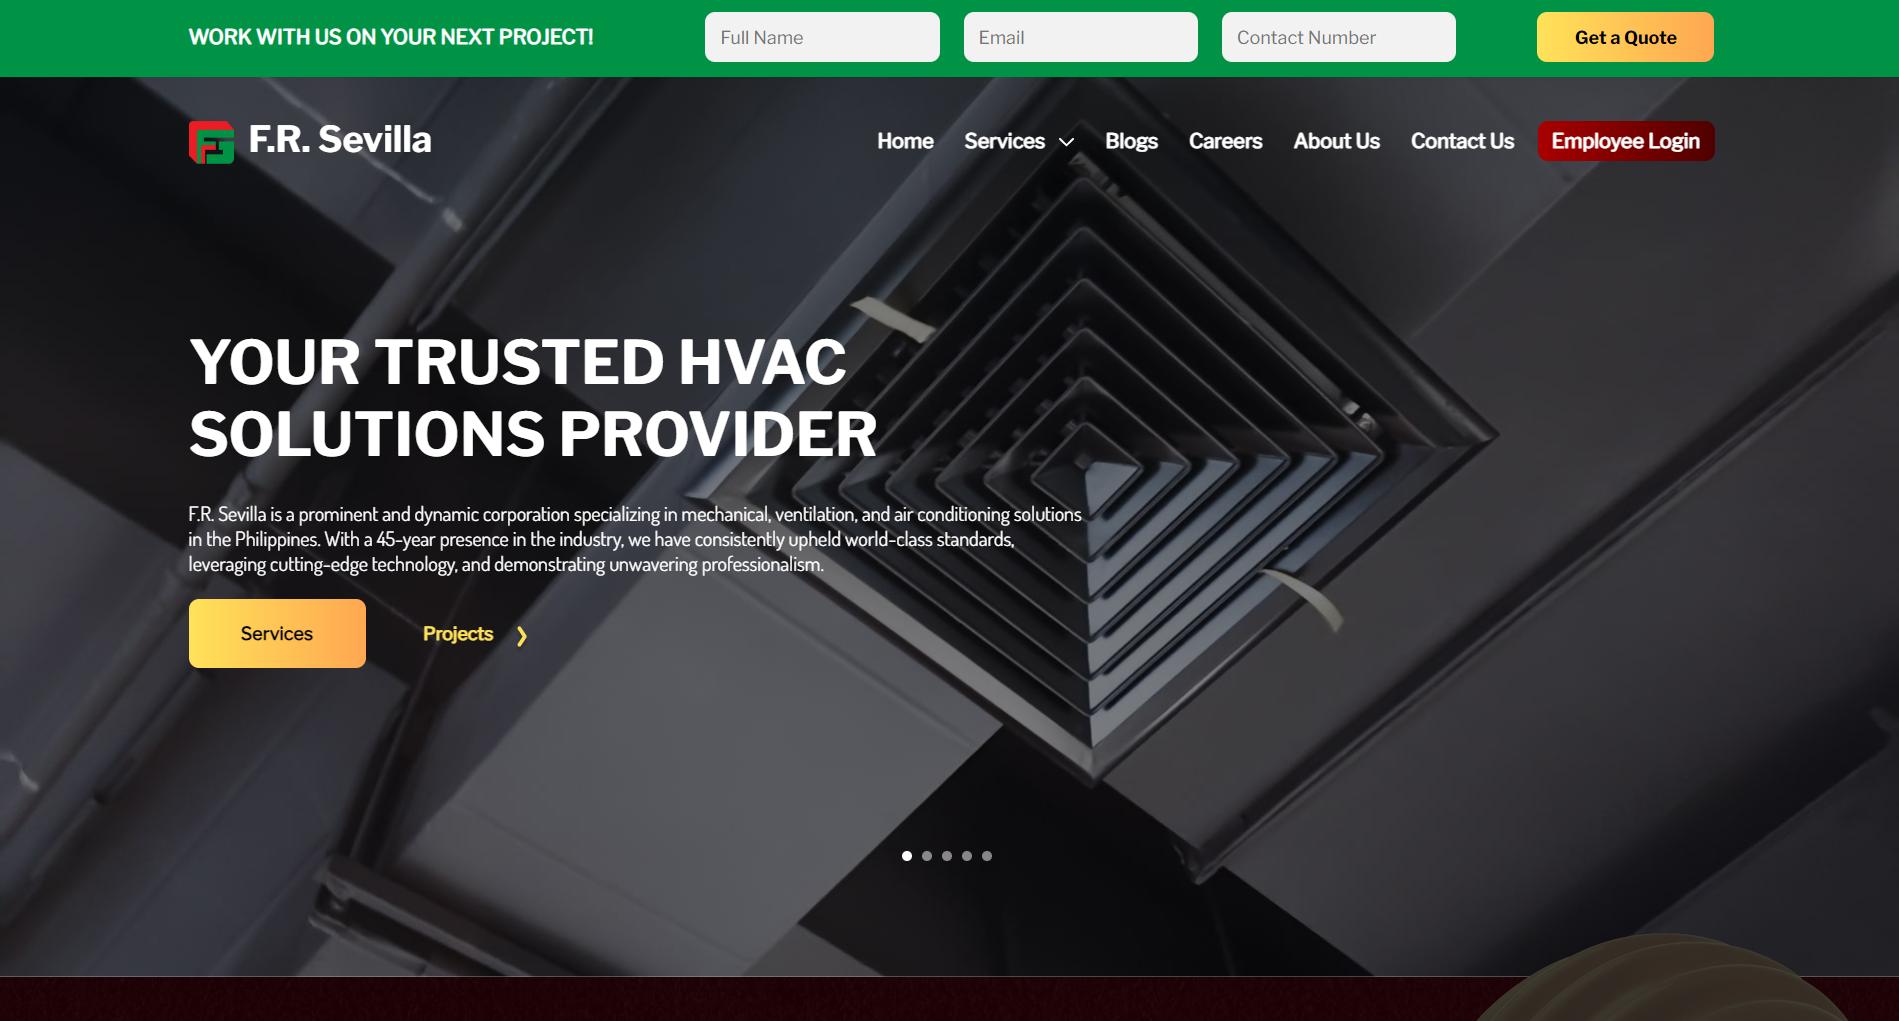 WORK WITH US ON YOUR NEXT PROJECT!
Full Name
Email
Contact Number
Get a Quote
F.R. Sevilla
Home
Services
Blogs
Careers
About Us
Contact Us
Employee Login
YOUR TRUSTED HVAC
SOLUTIONS PROVIDER
F.R. Sevilla is a prominent and dynamic corporation specializing in mechanical, ventilation, and air conditioning solutions
in the Philippines. With a 45-year presence in the industry, we have consistently upheld world-class standards,
leveraging cutting-edge technology, and demonstrating unwavering professionalism.
Services
Projects